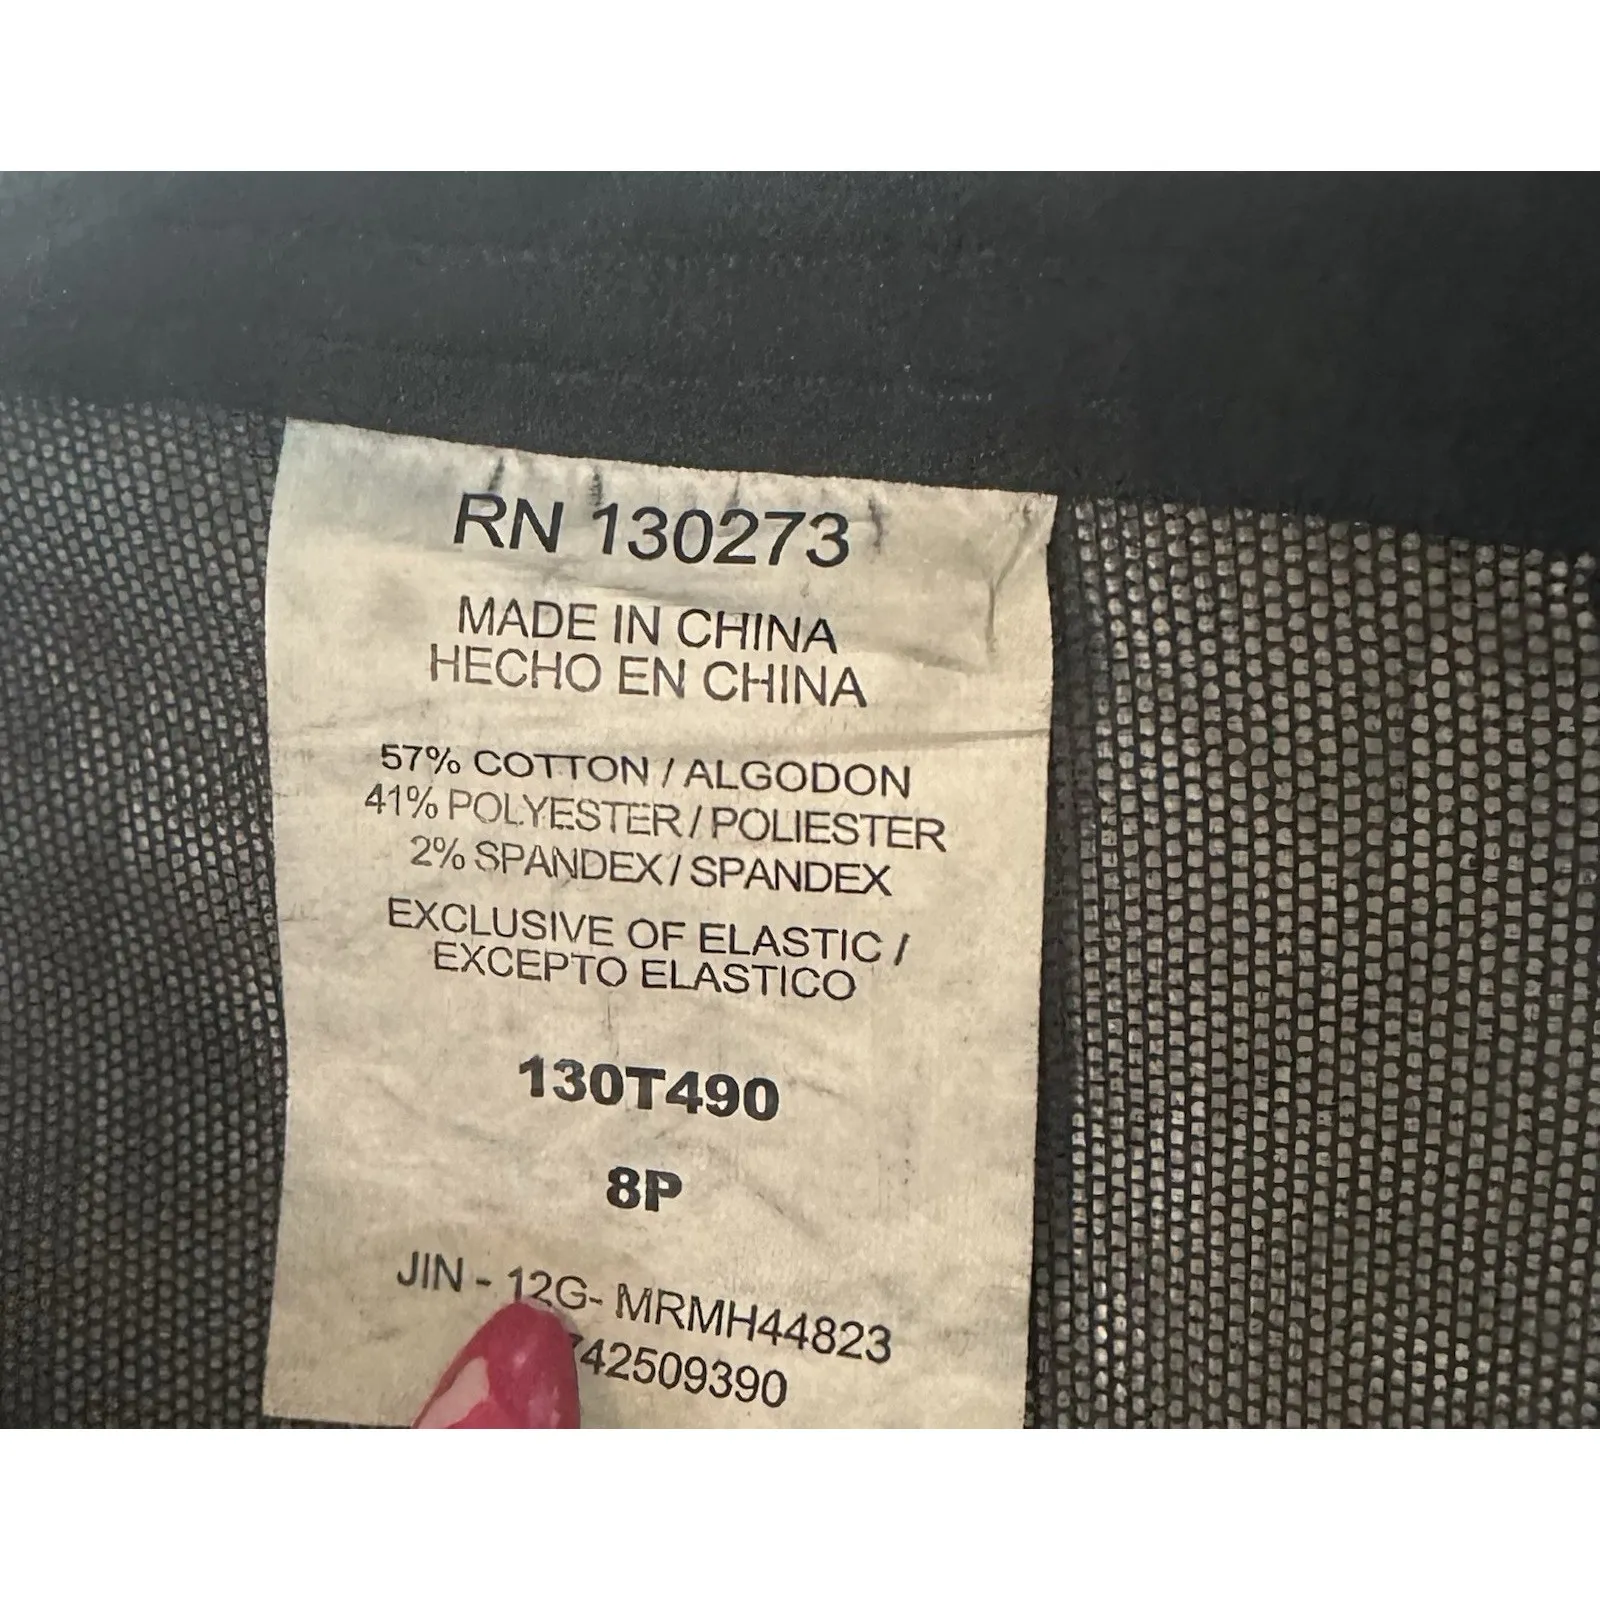 RN 130273
MADE IN CHINA
HECHO EN CHINA
57% COTTON / ALGODON
41% POLYESTER / POLIESTER
2% SPANDEX / SPANDEX
EXCLUSIVE OF ELASTIC /
EXCEPTO ELASTICO
130T490
8P
JIN - 12G- MRMH44823
742509390